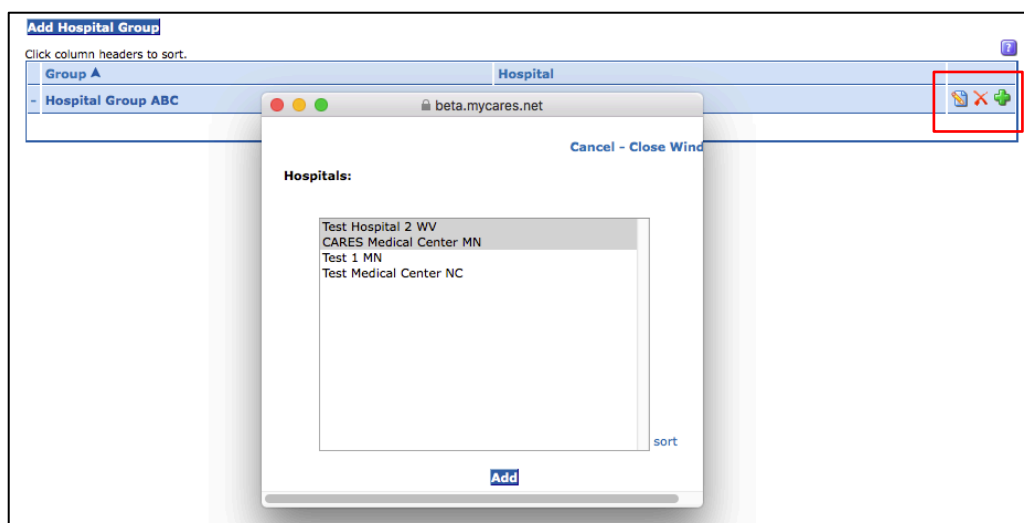 Add Hospital Group
Click column headers to sort.
?
Group Hospital
- Hospital Group ABC
beta.mycares.net
Cancel - Close Wind
Hospitals:
Test Hospital 2 WV
CARES Medical Center MN
Test 1 MN
Test Medical Center NC
sort
Add